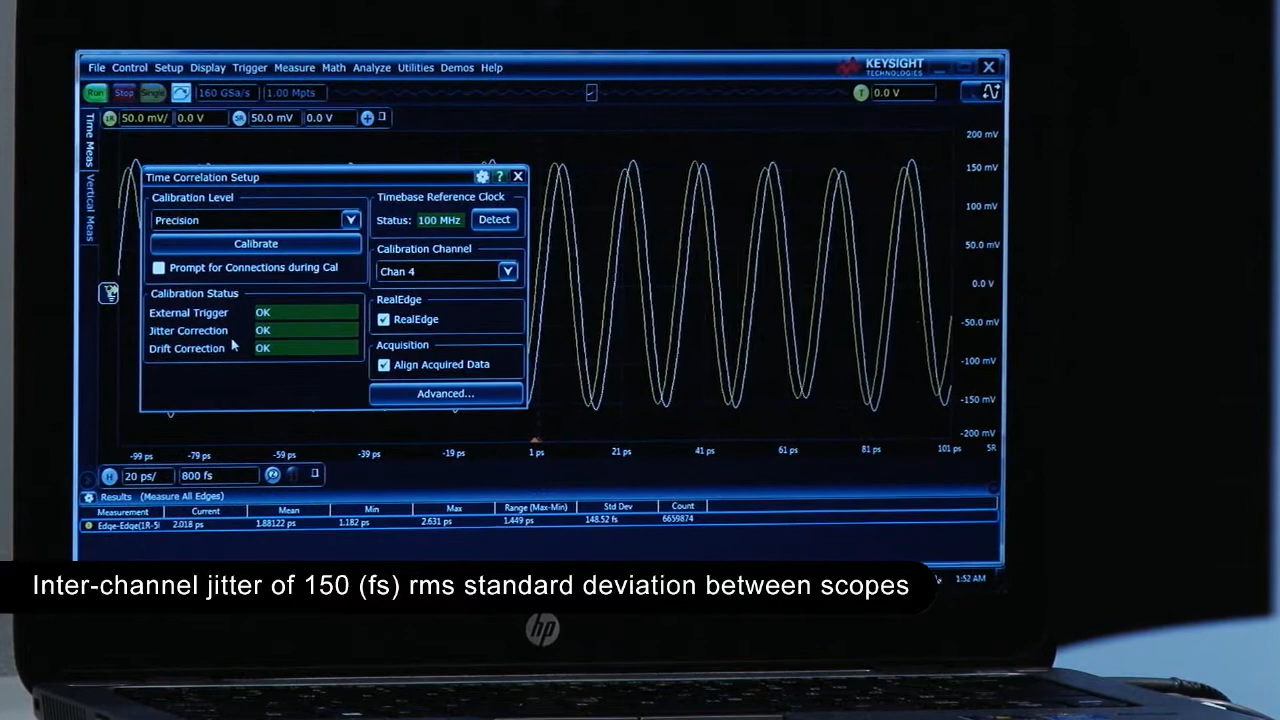 File Control Setup Display Trigger Measure Math Analyze Utilities Demos Help
KEYSIGHT
TECHNOLOGIES
Run Stop Single 160 GSa/s 1.00 Mpts T 0.0 V
1R 50.0 mV/ 0.0 V 5R 50.0 mV 0.0 V
Time Meas
Vertical Meas
200 mV
150 mV
100 mV
50.0 mV
0.0 V
-50.0 mV
-100 mV
-150 mV
-200 mV
Time Correlation Setup ? X
Calibration Level
Precision
Calibrate
Prompt for Connections during Cal
Calibration Status
External Trigger OK
Jitter Correction OK
Drift Correction OK
Timebase Reference Clock
Status: 100 MHz Detect
Calibration Channel
Chan 4
RealEdge
RealEdge
Acquisition
Align Acquired Data
Advanced...
-99 ps -79 ps -59 ps -39 ps -19 ps 1 ps 21 ps 41 ps 61 ps 81 ps 101 ps 5R
H 20 ps/ 800 fs
Results (Measure All Edges)
Measurement Current Mean Min Max Range (Max-Min) Std Dev Count
Edge-Edge(1R-5 2.018 ps 1.88122 ps 1.182 ps 2.631 ps 1.449 ps 148.52 fs 6659874
1:52 AM
Inter-channel jitter of 150 (fs) rms standard deviation between scopes
hp